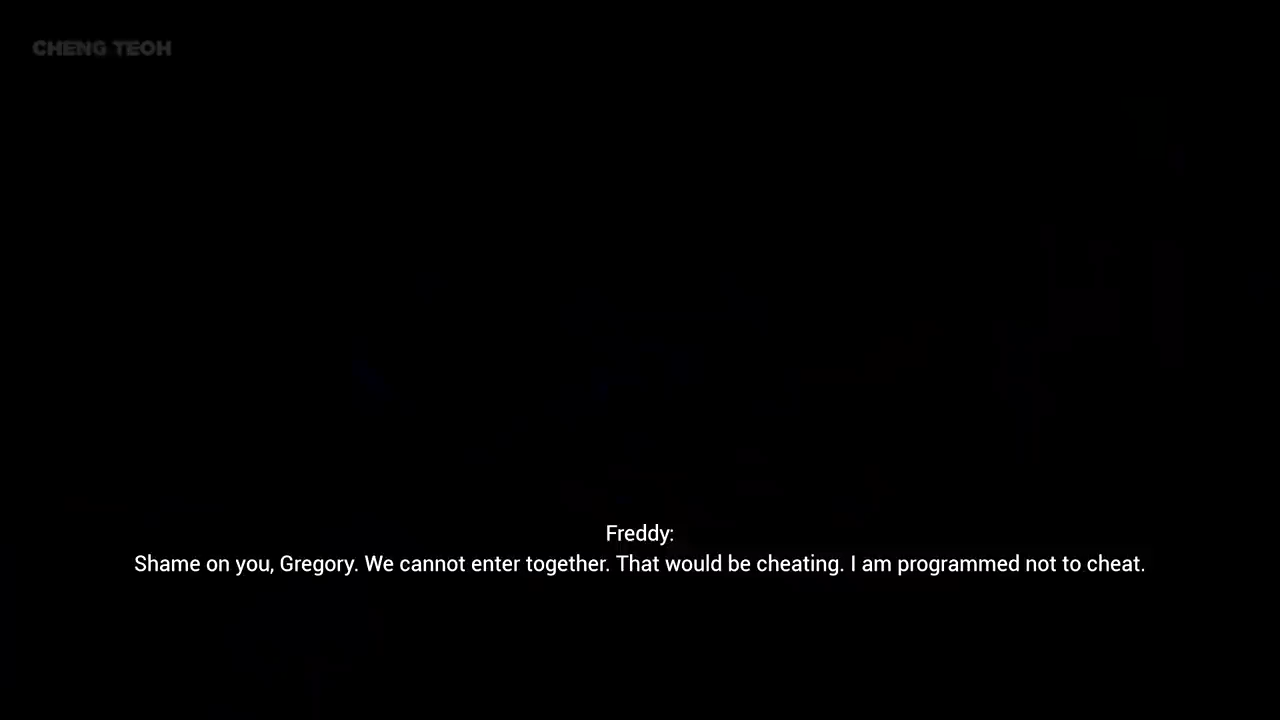 CHENG TEOH
Freddy:
Shame on you, Gregory. We cannot enter together. That would be cheating. I am programmed not to cheat.